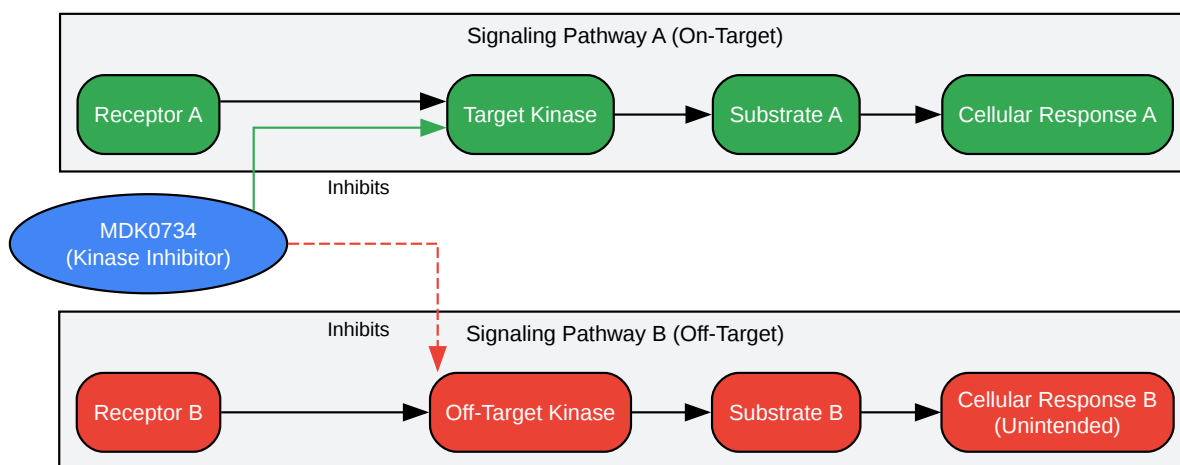 Signaling Pathway A (On-Target)
Receptor A
Target Kinase
Substrate A
Cellular Response A
Inhibits
MDK0734
(Kinase Inhibitor)
Inhibits
Signaling Pathway B (Off-Target)
Receptor B
Off-Target Kinase
Substrate B
Cellular Response B
(Unintended)